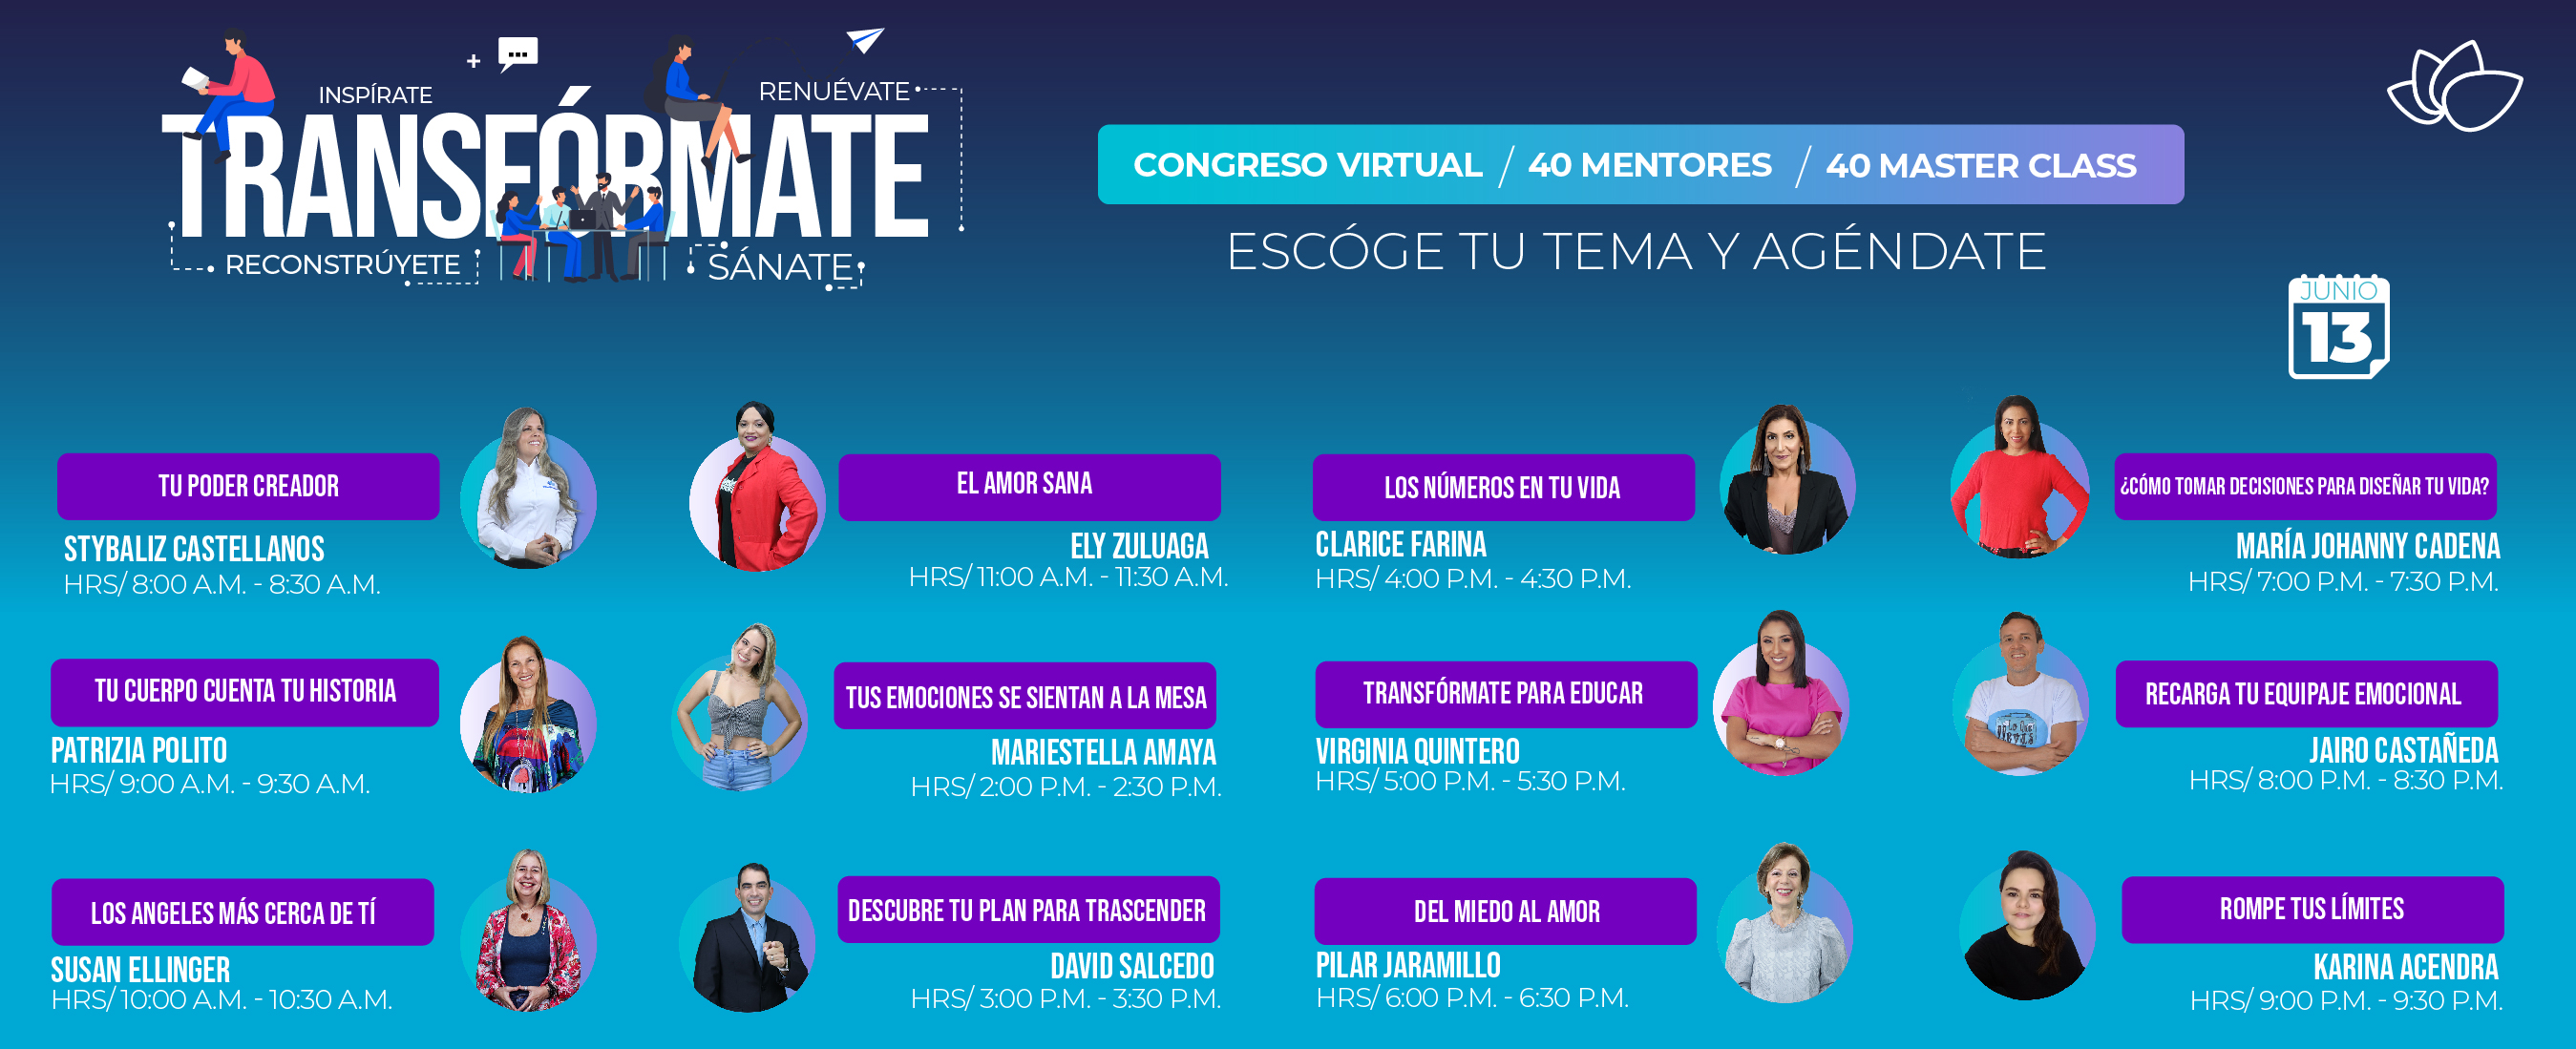 INSPÍRATE
RENUÉVATE
TRANSFÓRMATE
RECONSTRÚYETE
SÁNATE
CONGRESO VIRTUAL / 40 MENTORES / 40 MASTER CLASS
ESCÓGE TU TEMA Y AGÉNDATE
JUNIO
13
TU PODER CREADOR
STYBALIZ CASTELLANOS
HRS/ 8:00 A.M. - 8:30 A.M.
TU CUERPO CUENTA TU HISTORIA
PATRIZIA POLITO
HRS/ 9:00 A.M. - 9:30 A.M.
LOS ANGELES MÁS CERCA DE TÍ
SUSAN ELLINGER
HRS/ 10:00 A.M. - 10:30 A.M.
EL AMOR SANA
ELY ZULUAGA
HRS/ 11:00 A.M. - 11:30 A.M.
TUS EMOCIONES SE SIENTAN A LA MESA
MARIESTELLA AMAYA
HRS/ 2:00 P.M. - 2:30 P.M.
DESCUBRE TU PLAN PARA TRASCENDER
DAVID SALCEDO
HRS/ 3:00 P.M. - 3:30 P.M.
LOS NÚMEROS EN TU VIDA
CLARICE FARINA
HRS/ 4:00 P.M. - 4:30 P.M.
TRANSFÓRMATE PARA EDUCAR
VIRGINIA QUINTERO
HRS/ 5:00 P.M. - 5:30 P.M.
DEL MIEDO AL AMOR
PILAR JARAMILLO
HRS/ 6:00 P.M. - 6:30 P.M.
¿CÓMO TOMAR DECISIONES PARA DISEÑAR TU VIDA?
MARÍA JOHANNY CADENA
HRS/ 7:00 P.M. - 7:30 P.M.
RECARGA TU EQUIPAJE EMOCIONAL
JAIRO CASTAÑEDA
HRS/ 8:00 P.M. - 8:30 P.M.
ROMPE TUS LÍMITES
KARINA ACENDRA
HRS/ 9:00 P.M. - 9:30 P.M.